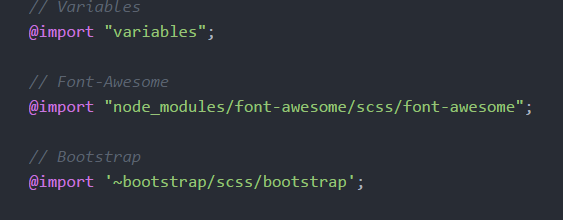 // Variables
@import "variables";
// Font-Awesome
@import "node_modules/font-awesome/scss/font-awesome";
// Bootstrap
@import '~bootstrap/scss/bootstrap';